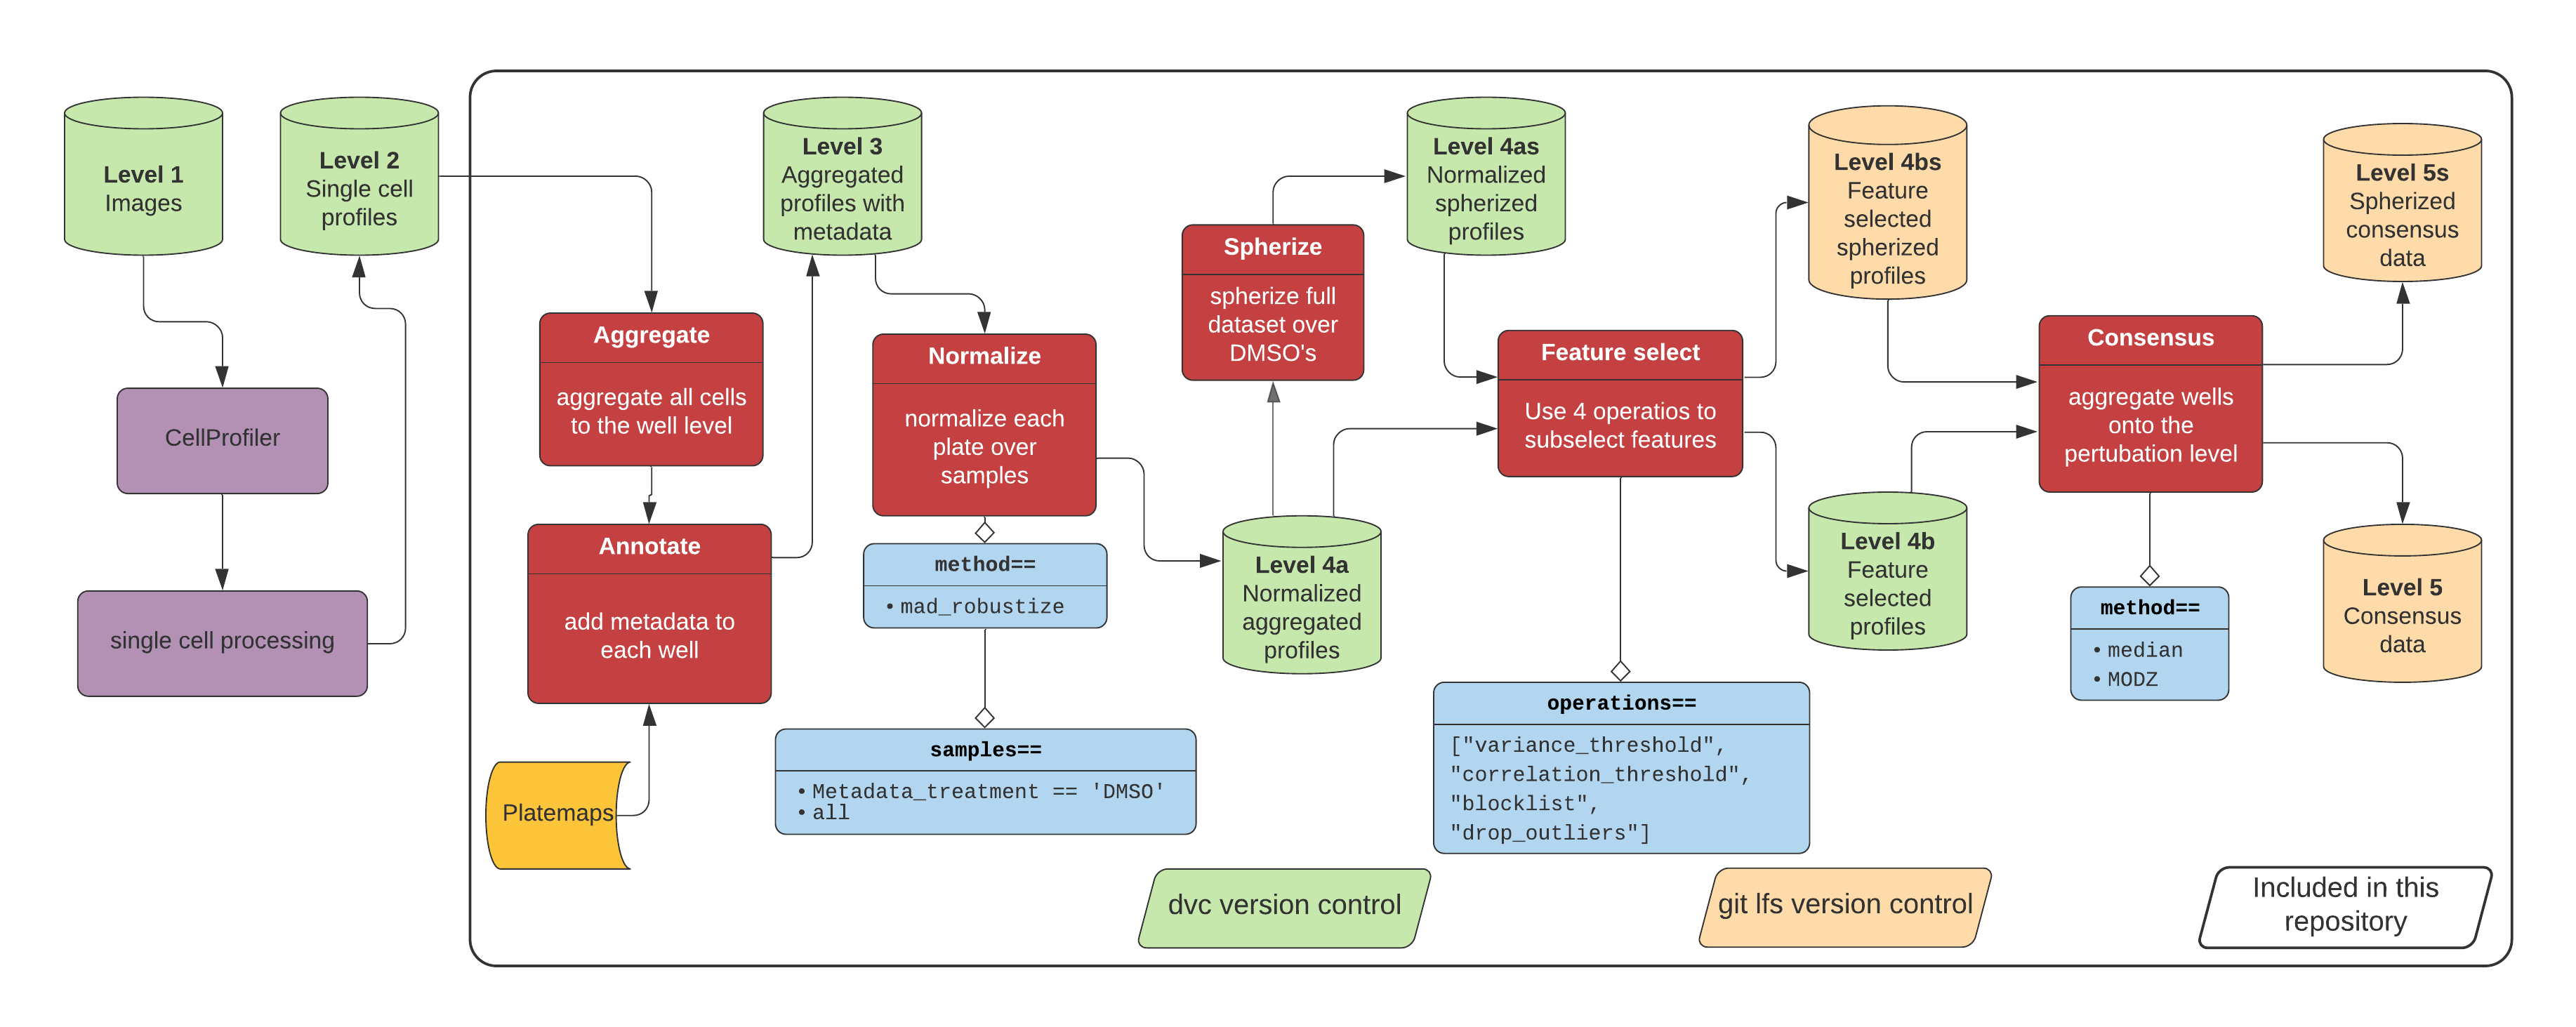 Level 1
Images
Level 2
Single cell
profiles
CellProfiler
single cell processing
Aggregate
aggregate all cells
to the well level
Annotate
add metadata to
each well
Platemaps
Level 3
Aggregated
profiles with
metadata
Normalize
normalize each
plate over
samples
method==
• mad_robustize
samples==
• Metadata_treatment == 'DMSO'
• all
Level 4a
Normalized
aggregated
profiles
Spherize
spherize full
dataset over
DMSO's
Level 4as
Normalized
spherized
profiles
Feature select
Use 4 operatios to
subselect features
operations==
["variance_threshold",
"correlation_threshold",
"blocklist",
"drop_outliers"]
Level 4bs
Feature
selected
spherized
profiles
Level 4b
Feature
selected
profiles
Consensus
aggregate wells
onto the
pertubation level
method==
• median
• MODZ
Level 5s
Spherized
consensus
data
Level 5
Consensus
data
dvc version control
git lfs version control
Included in this
repository